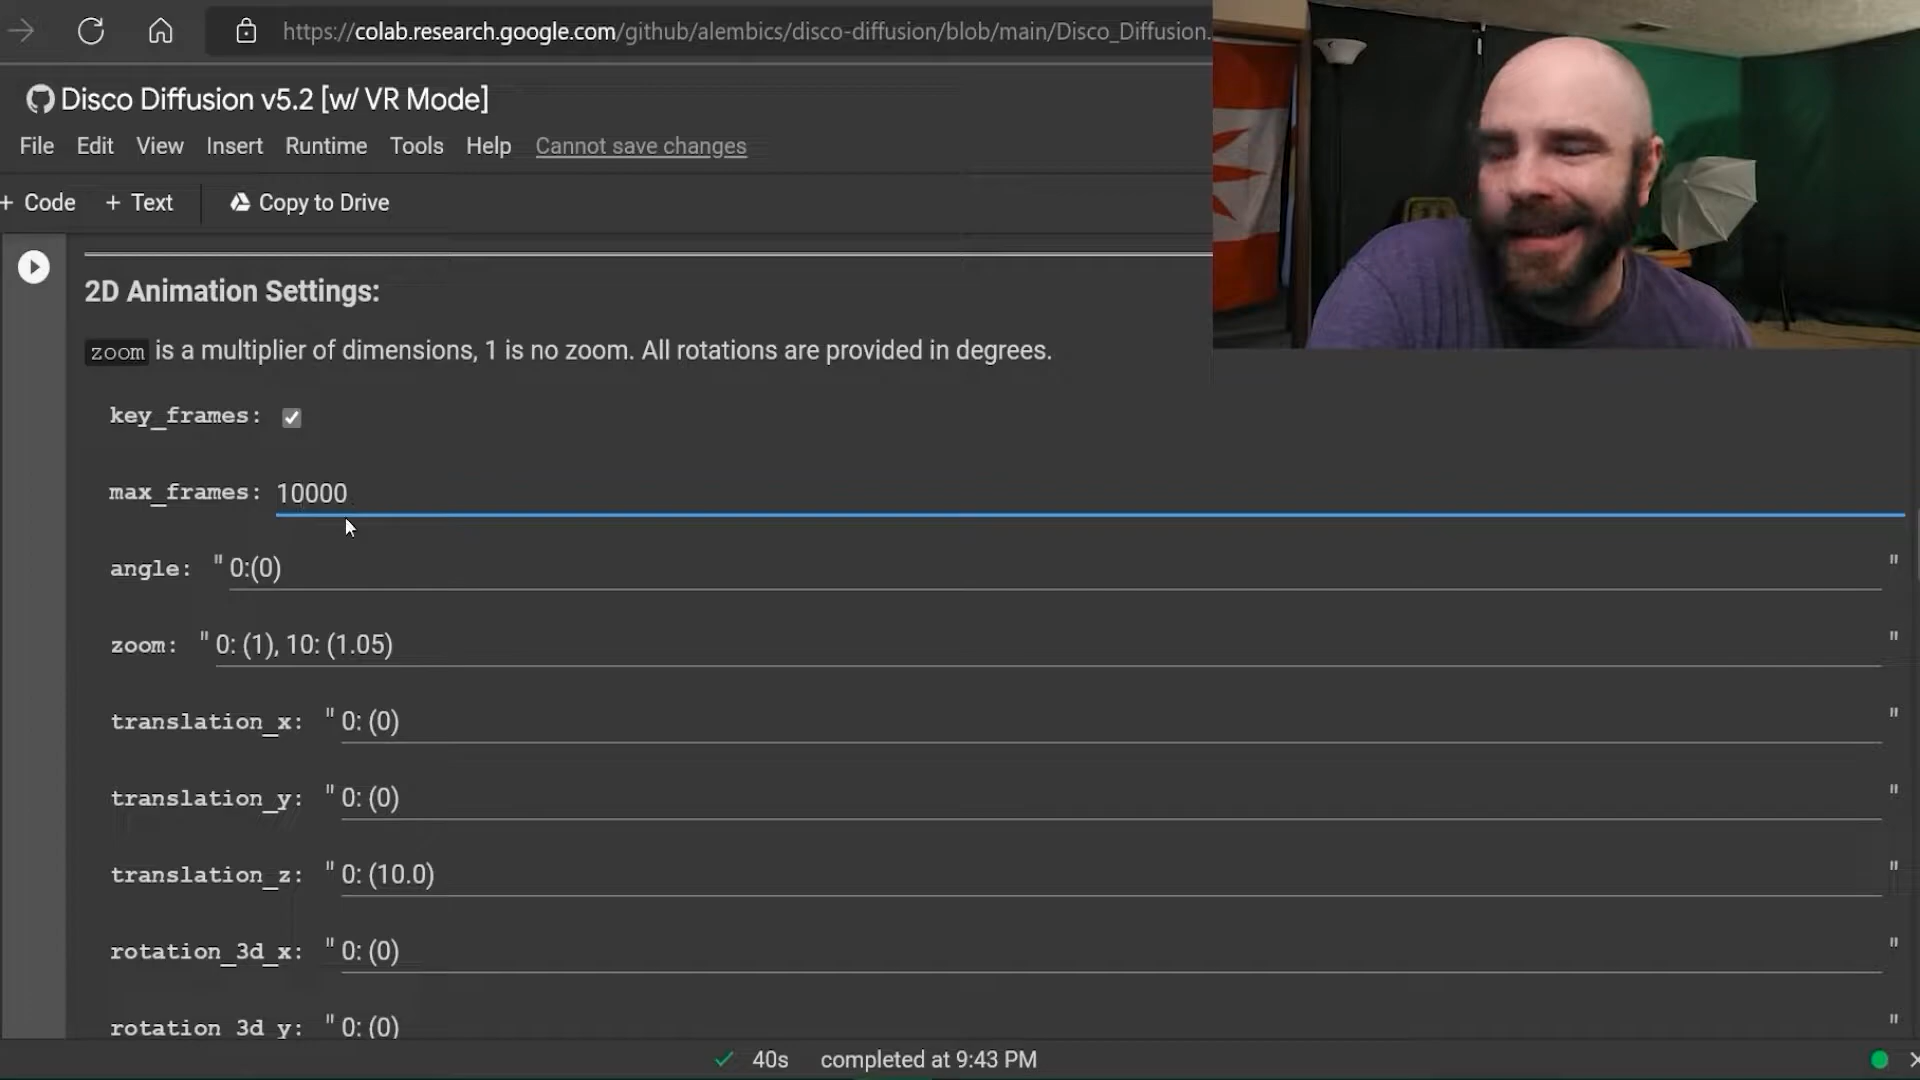 https://colab.research.google.com/github/alembics/disco-diffusion/blob/main/Disco_Diffusion.
Disco Diffusion v5.2 [w/ VR Mode]
File Edit View Insert Runtime Tools Help Cannot save changes
+ Code + Text Copy to Drive
2D Animation Settings:
zoom is a multiplier of dimensions, 1 is no zoom. All rotations are provided in degrees.
key_frames:
max_frames: 10000
angle: " 0:(0) "
zoom: " 0: (1), 10: (1.05) "
translation_x: " 0: (0) "
translation_y: " 0: (0) "
translation_z: " 0: (10.0) "
rotation_3d_x: " 0: (0) "
rotation_3d_y: " 0: (0) "
40s completed at 9:43 PM